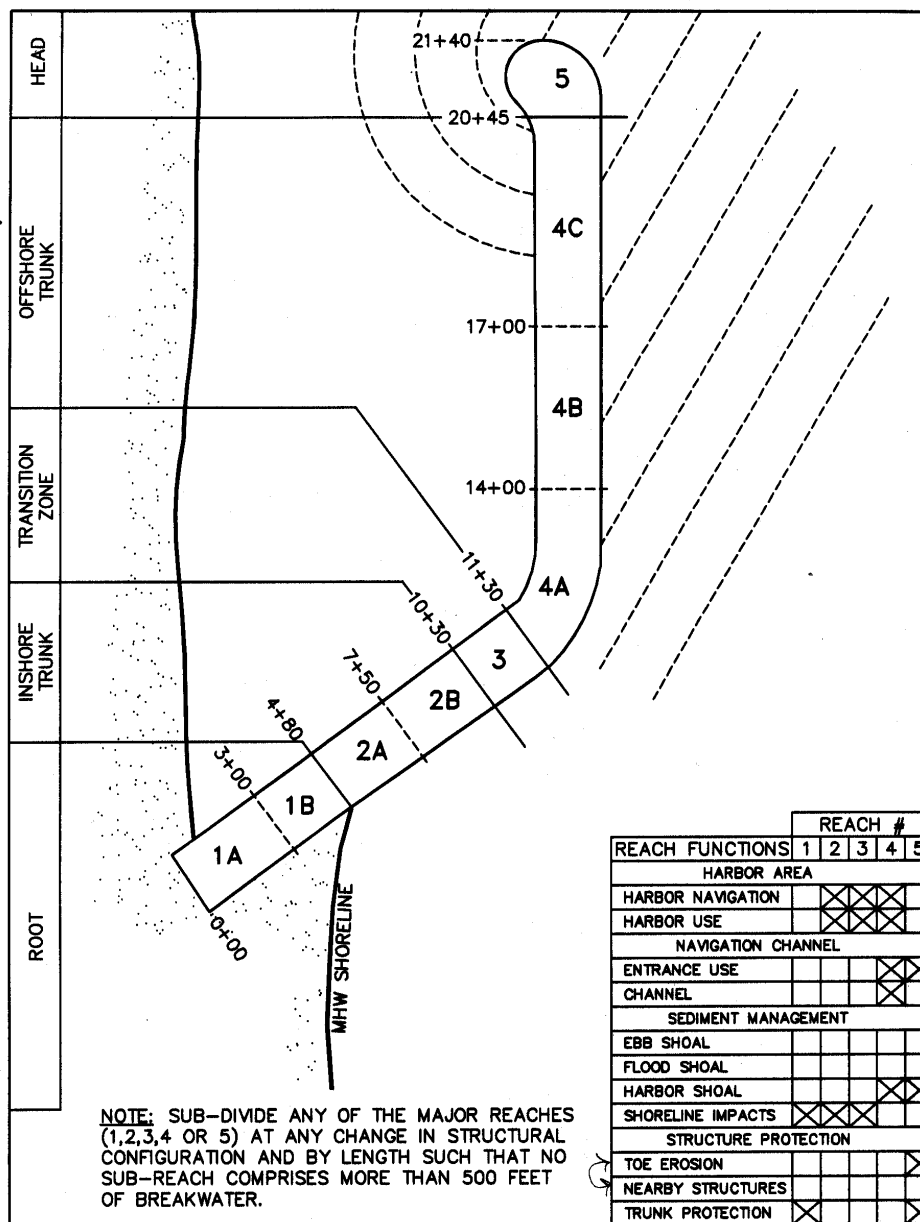 HEAD
OFFSHORE
TRUNK
TRANSITION
ZONE
INSHORE
TRUNK
ROOT
21+40
5
20+45
4C
17+00
4B
14+00
11+30
4A
10+30
3
7+50
2B
4+80
2A
3+00
1B
1A
0+00
MHW SHORELINE
NOTE: SUB-DIVIDE ANY OF THE MAJOR REACHES
(1,2,3,4 OR 5) AT ANY CHANGE IN STRUCTURAL
CONFIGURATION AND BY LENGTH SUCH THAT NO
SUB-REACH COMPRISES MORE THAN 500 FEET
OF BREAKWATER.
REACH #
REACH FUNCTIONS 1 2 3 4 5
HARBOR AREA
HARBOR NAVIGATION
HARBOR USE
NAVIGATION CHANNEL
ENTRANCE USE
CHANNEL
SEDIMENT MANAGEMENT
EBB SHOAL
FLOOD SHOAL
HARBOR SHOAL
SHORELINE IMPACTS
STRUCTURE PROTECTION
TOE EROSION
NEARBY STRUCTURES
TRUNK PROTECTION